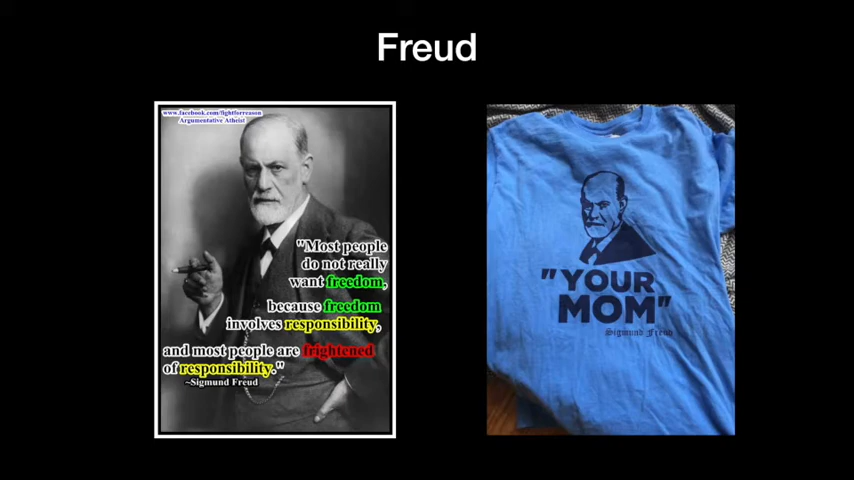 Freud
www.facebook.com/fightforreason
Argumentative Atheist
"Most people
do not really
want freedom,
because freedom
involves responsibility,
and most people are frightened
of responsibility."
~Sigmund Freud
"YOUR
MOM"
Sigmund Freud